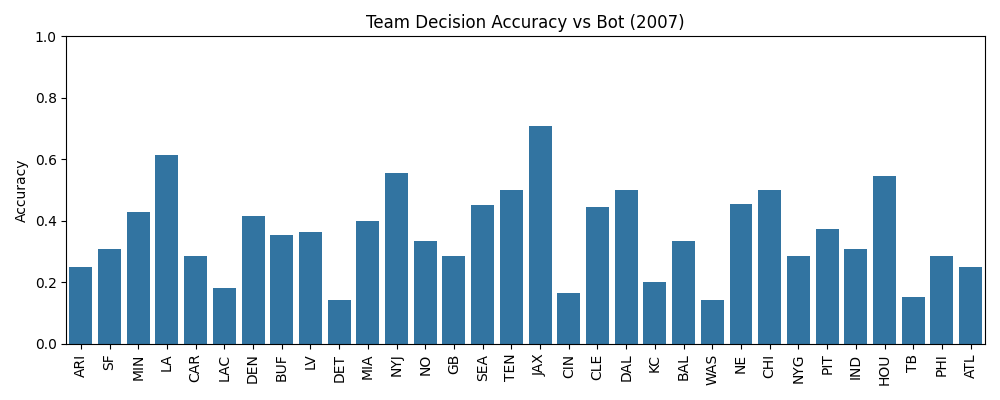 Team Decision Accuracy vs Bot (2007)
1.0
0.8
0.6
0.4
0.2
0.0
Accuracy
ARI
SF
MIN
LA
CAR
LAC
DEN
BUF
LV
DET
MIA
NYJ
NO
GB
SEA
TEN
JAX
CIN
CLE
DAL
KC
BAL
WAS
NE
CHI
NYG
PIT
IND
HOU
TB
PHI
ATL